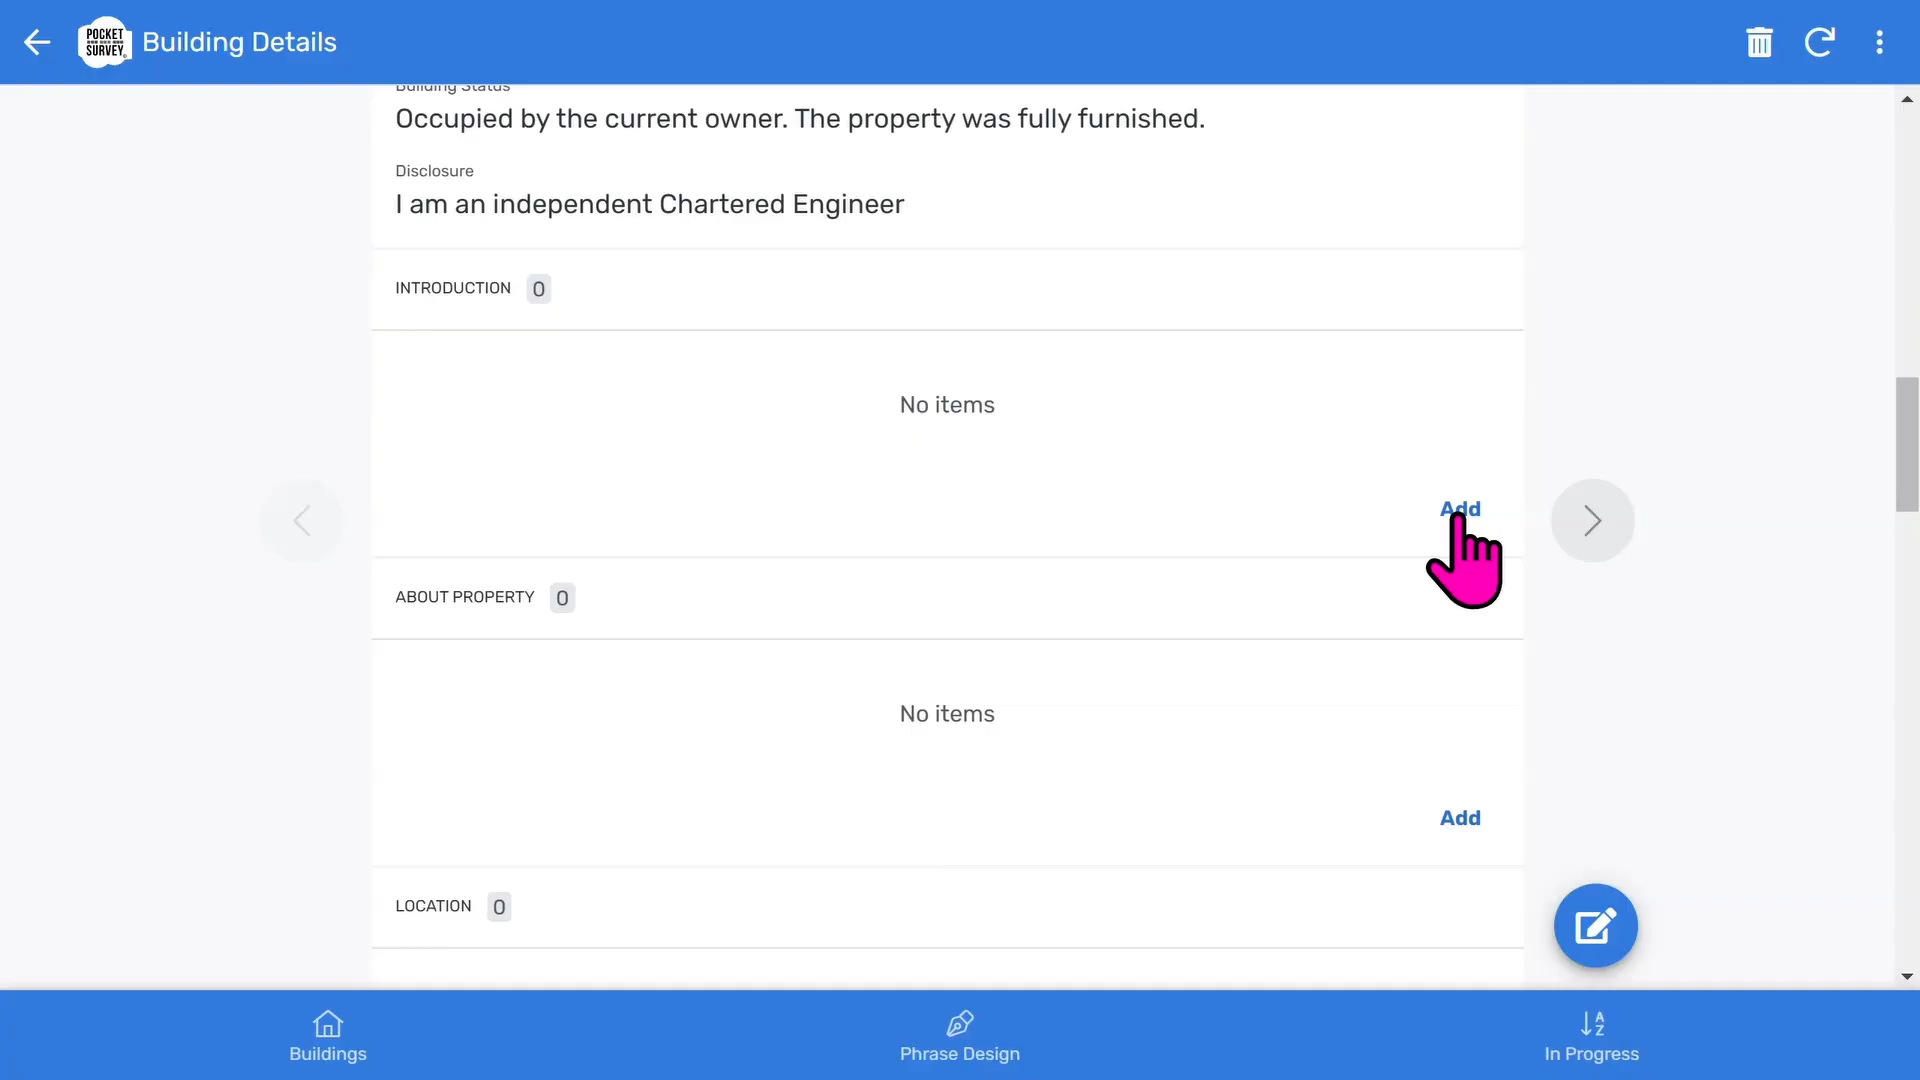 POCKET
SURVEY
Building Details
Building Status
Occupied by the current owner. The property was fully furnished.
Disclosure
I am an independent Chartered Engineer
INTRODUCTION 0
No items
Add
ABOUT PROPERTY 0
No items
Add
LOCATION 0
Buildings
Phrase Design
A
Z
In Progress